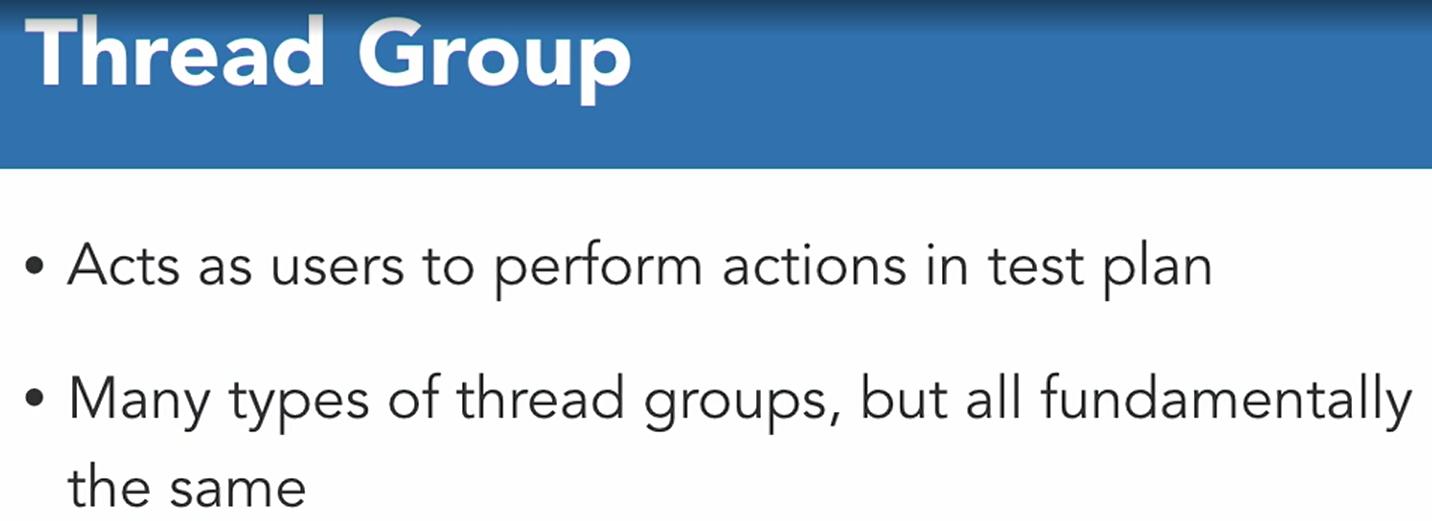 Thread Group
• Acts as users to perform actions in test plan
• Many types of thread groups, but all fundamentally
the same